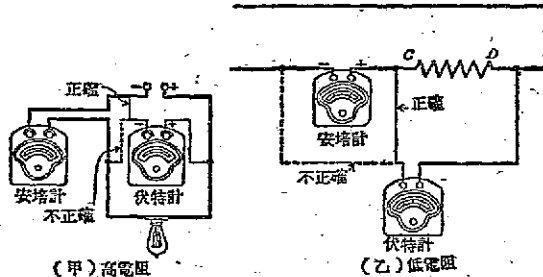 正確
- +
- +
安培計
伏特計
不正確
(甲)高電阻
- +
C D
安培計
正確
不正確
伏特計
(乙)低電阻